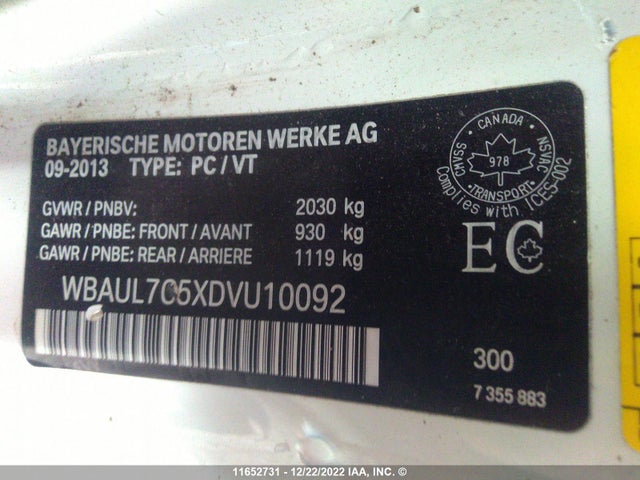 BAYERISCHE MOTOREN WERKE AG
09-2013 TYPE: PC / VT
GVWR / PNBV: 2030 kg
GAWR / PNBE: FRONT / AVANT 930 kg
GAWR / PNBE: REAR / ARRIERE 1119 kg
WBAUL7C5XDVU10092
CANADA
CMVSS 978 NSVAC
TRANSPORT
Complies with ICES-002
EC
300
7 355 883
11652731 - 12/22/2022 IAA, INC. ©